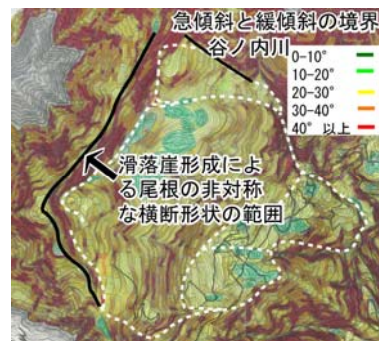 急傾斜と緩傾斜の境界
谷ノ内川
0-10°
10-20°
20-30°
30-40°
40° 以上
滑落崖形成によ
る尾根の非対称
な横断形状の範囲